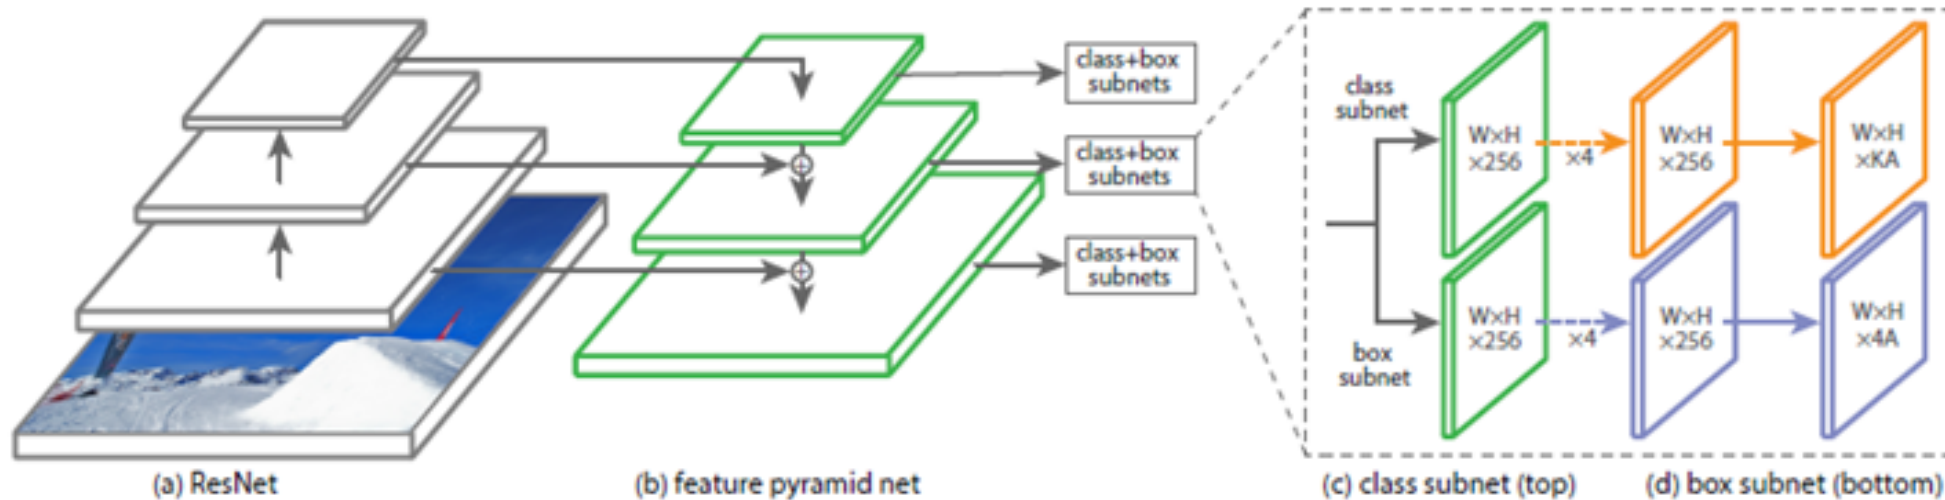 class+box
subnets
class+box
subnets
class+box
subnets
class
subnet
W×H
×256
×4
W×H
×256
W×H
×KA
box
subnet
W×H
×256
×4
W×H
×256
W×H
×4A
(a) ResNet
(b) feature pyramid net
(c) class subnet (top)
(d) box subnet (bottom)